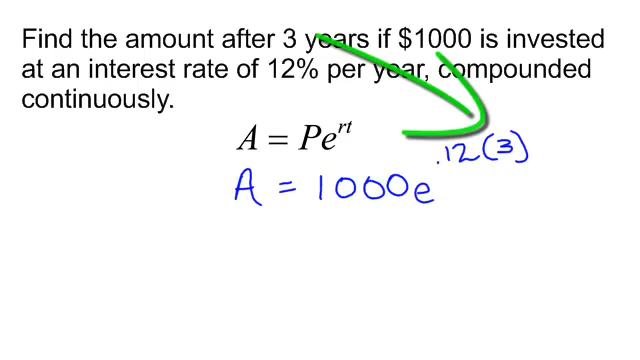 Find the amount after 3 years if $1000 is invested
at an interest rate of 12% per year, compounded
continuously.
A = Pe^{rt}
A = 1000e^{.12(3)}